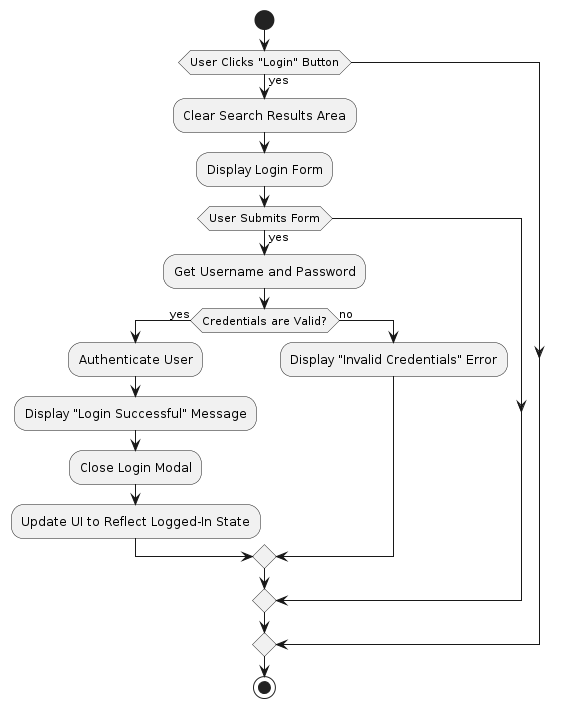 User Clicks "Login" Button
yes
Clear Search Results Area
Display Login Form
User Submits Form
yes
Get Username and Password
yes
Credentials are Valid?
no
Authenticate User
Display "Invalid Credentials" Error
Display "Login Successful" Message
Close Login Modal
Update UI to Reflect Logged-In State